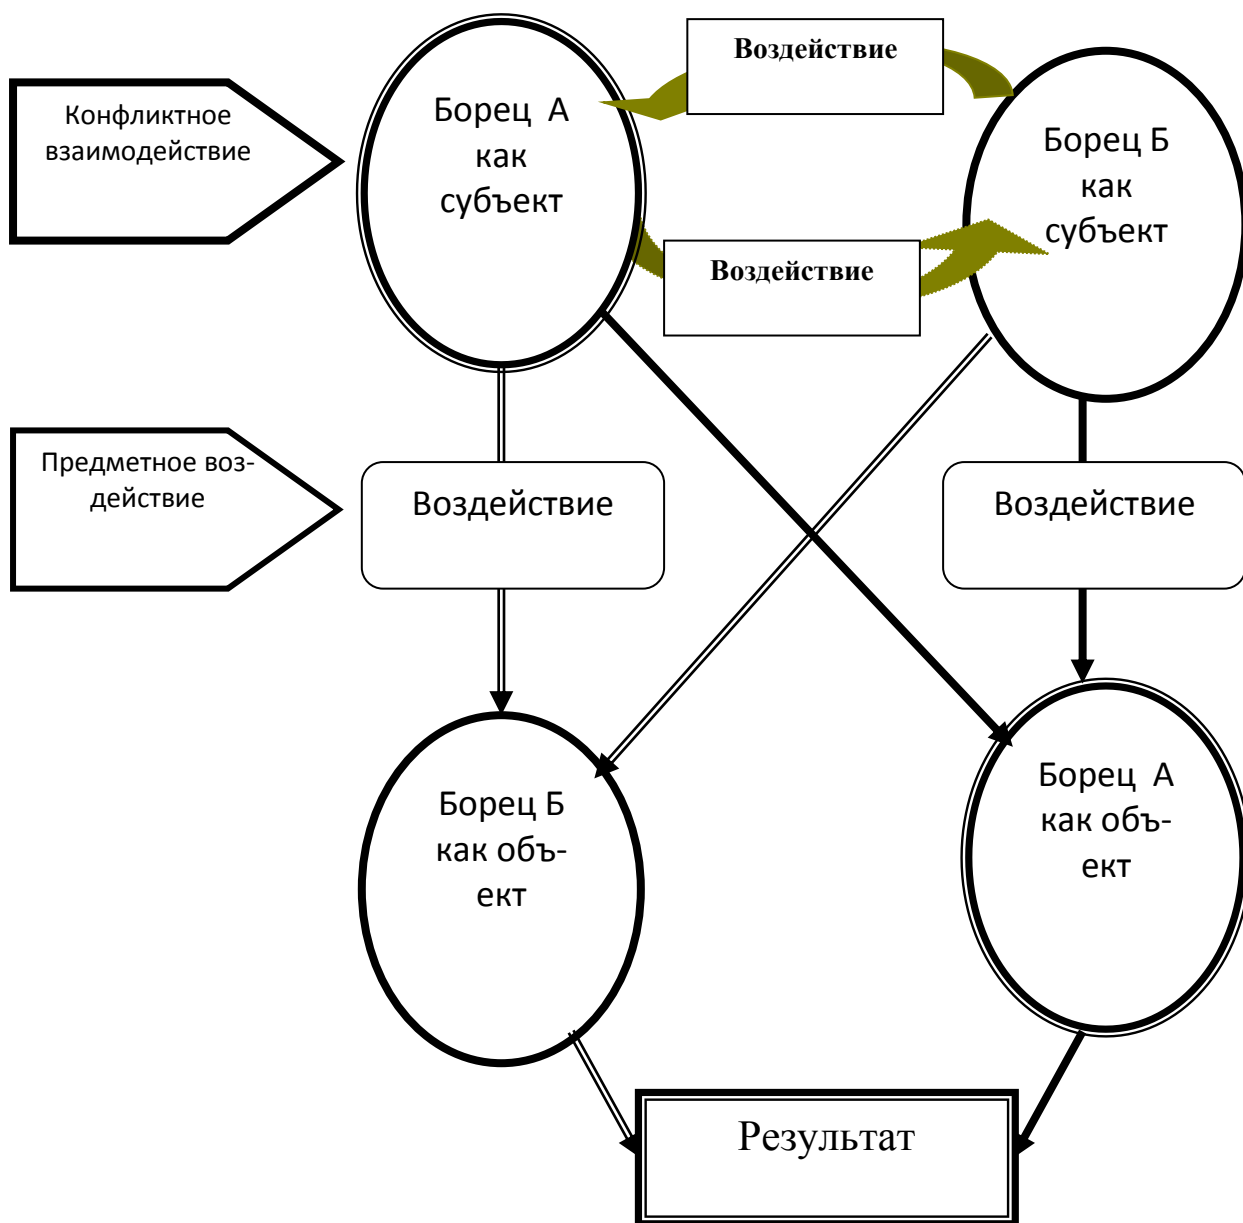 Воздействие
Конфликтное
взаимодействие
Борец А
как
субъект
Борец Б
как
субъект
Воздействие
Предметное воз-
действие
Воздействие
Воздействие
Борец Б
как объ-
ект
Борец А
как объ-
ект
Результат